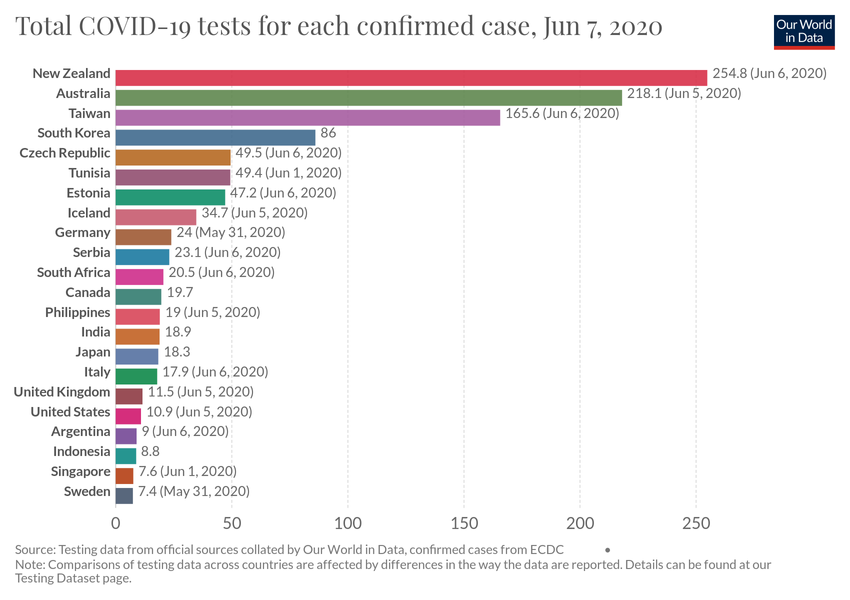 Total COVID-19 tests for each confirmed case, Jun 7, 2020
Our World
in Data
New Zealand 254.8 (Jun 6, 2020)
Australia 218.1 (Jun 5, 2020)
Taiwan 165.6 (Jun 6, 2020)
South Korea 86
Czech Republic 49.5 (Jun 6, 2020)
Tunisia 49.4 (Jun 1, 2020)
Estonia 47.2 (Jun 6, 2020)
Iceland 34.7 (Jun 5, 2020)
Germany 24 (May 31, 2020)
Serbia 23.1 (Jun 6, 2020)
South Africa 20.5 (Jun 6, 2020)
Canada 19.7
Philippines 19 (Jun 5, 2020)
India 18.9
Japan 18.3
Italy 17.9 (Jun 6, 2020)
United Kingdom 11.5 (Jun 5, 2020)
United States 10.9 (Jun 5, 2020)
Argentina 9 (Jun 6, 2020)
Indonesia 8.8
Singapore 7.6 (Jun 1, 2020)
Sweden 7.4 (May 31, 2020)
0 50 100 150 200 250
Source: Testing data from official sources collated by Our World in Data, confirmed cases from ECDC •
Note: Comparisons of testing data across countries are affected by differences in the way the data are reported. Details can be found at our
Testing Dataset page.